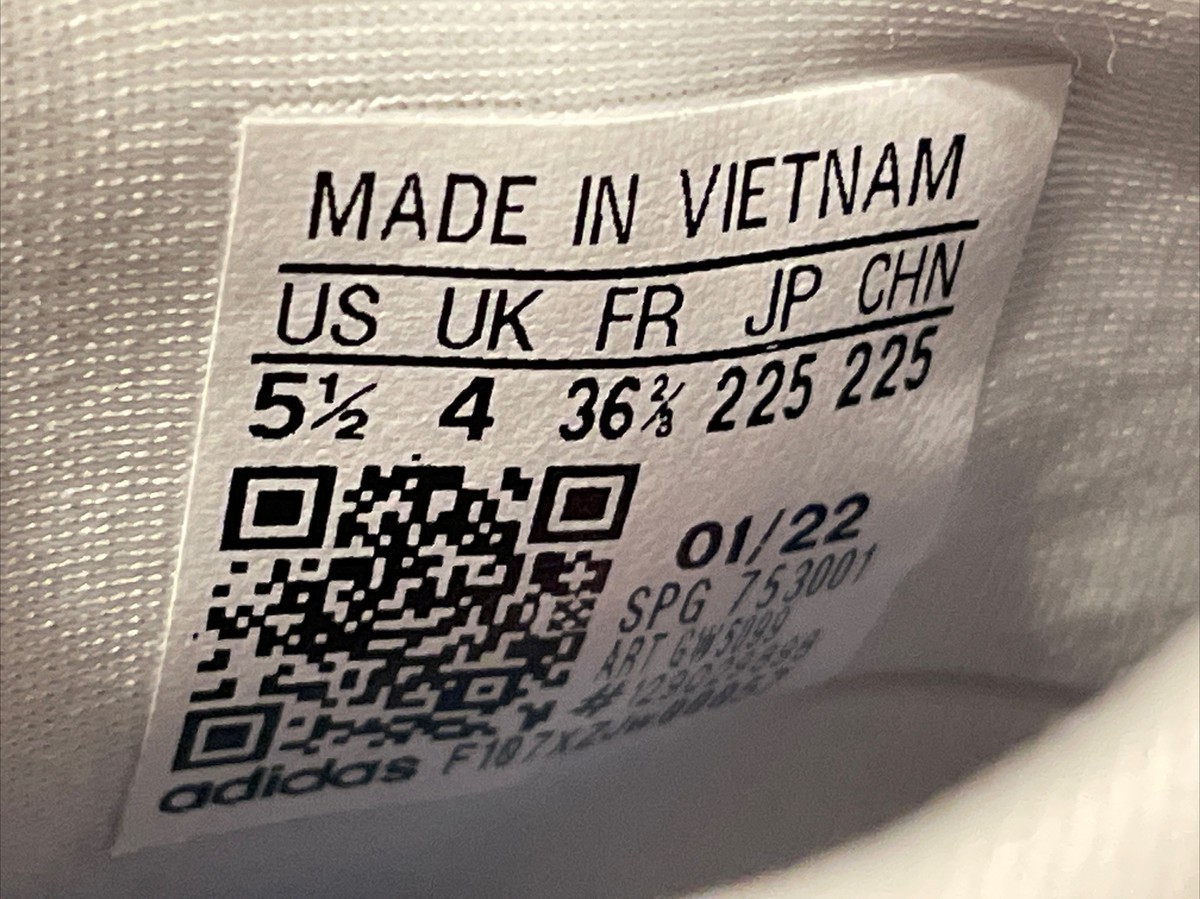 MADE IN VIETNAM
US UK FR JP CHN
5½ 4 36⅔ 225 225
01/22
SPG 753001
ART GW5099
adidas